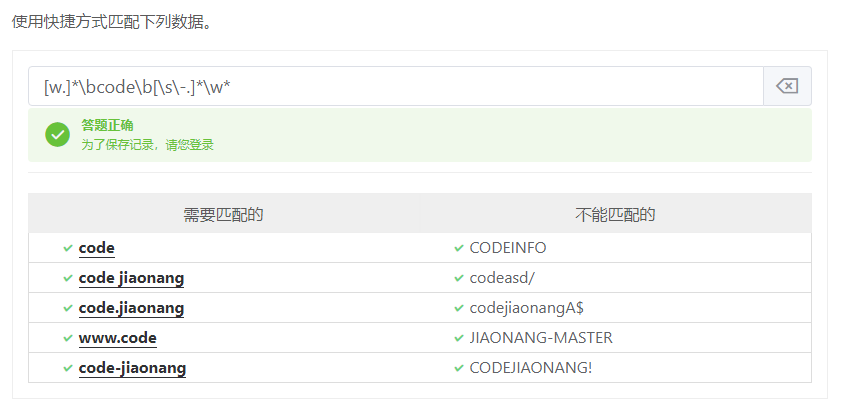 使用快捷方式匹配下列数据。
[w.]*\bcode\b[\s\-.]*\w*
答题正确
为了保存记录，请您登录
需要匹配的 不能匹配的
code CODEINFO
code jiaonang codeasd/
code.jiaonang codejiaonangA$
www.code JIAONANG-MASTER
code-jiaonang CODEJIAONANG!